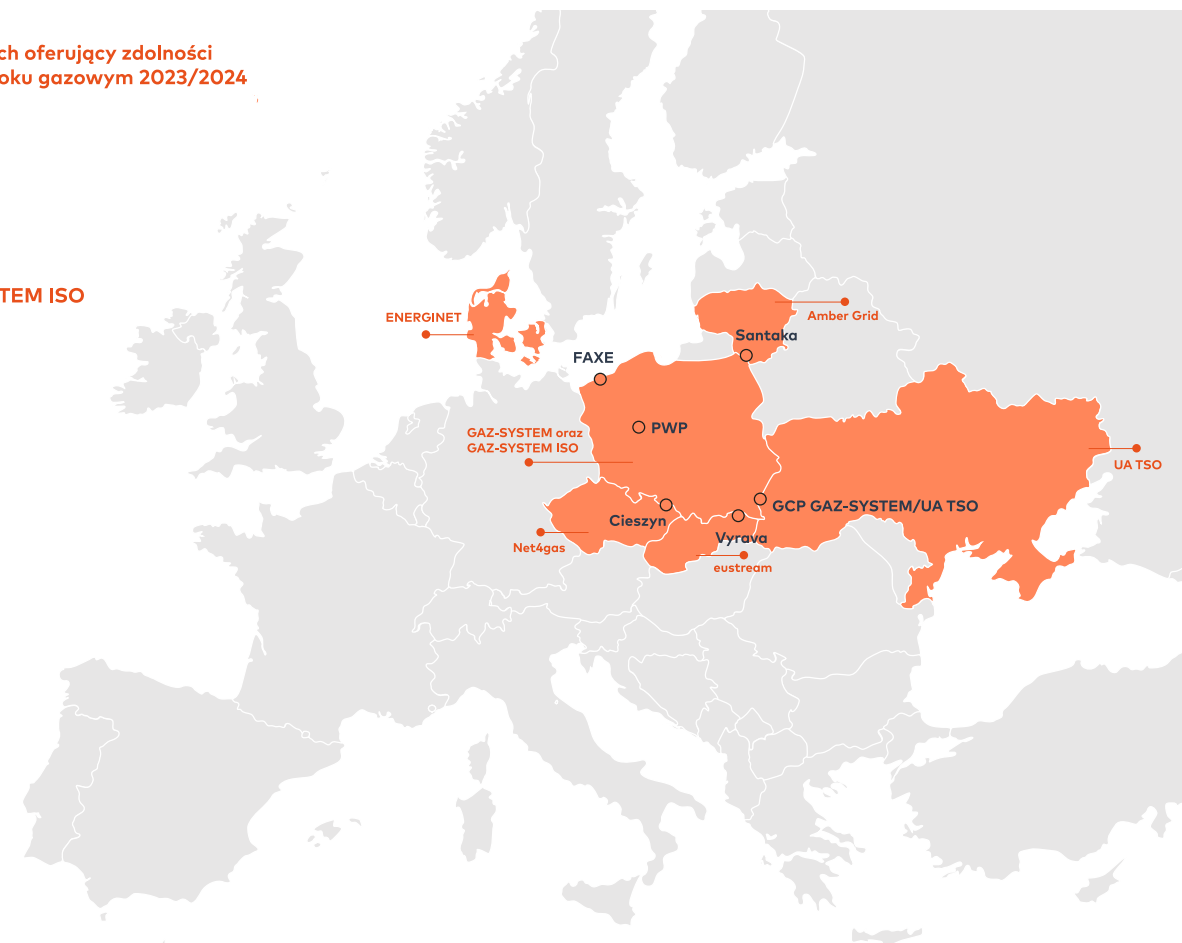 ch oferujący zdolności
oku gazowym 2023/2024
TEM ISO
ENERGINET
Amber Grid
Santaka
FAXE
PWP
GAZ-SYSTEM oraz
GAZ-SYSTEM ISO
UA TSO
GCP GAZ-SYSTEM/UA TSO
Cieszyn
Vyrava
Net4gas
eustream